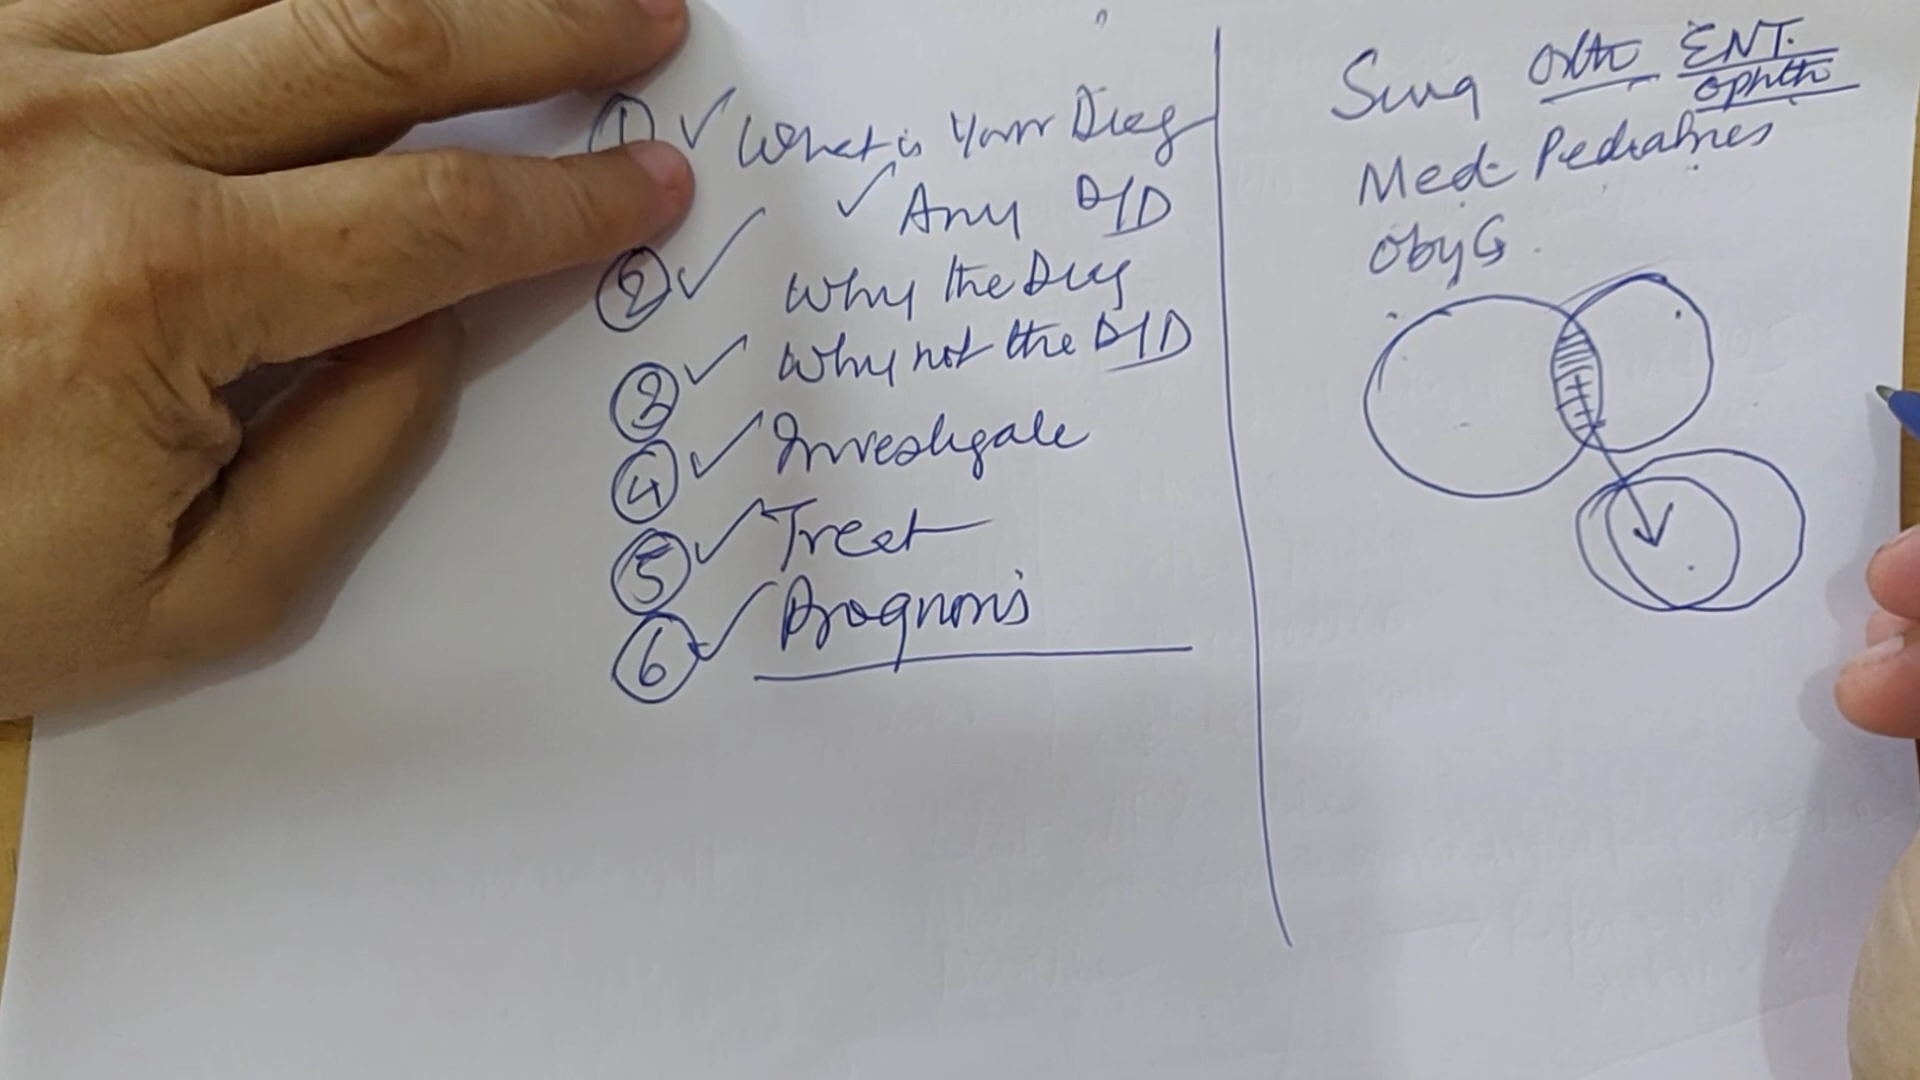 ① ✓ What is Your Diag
✓ Any D/D
② ✓ Why the Diag
③ ✓ Why not the D/D
④ ✓ Investigate
⑤ ✓ Treat
⑥ ✓ Prognosis
Surg Orth ENT.
Ophth
Med Pediatrics
ObyG